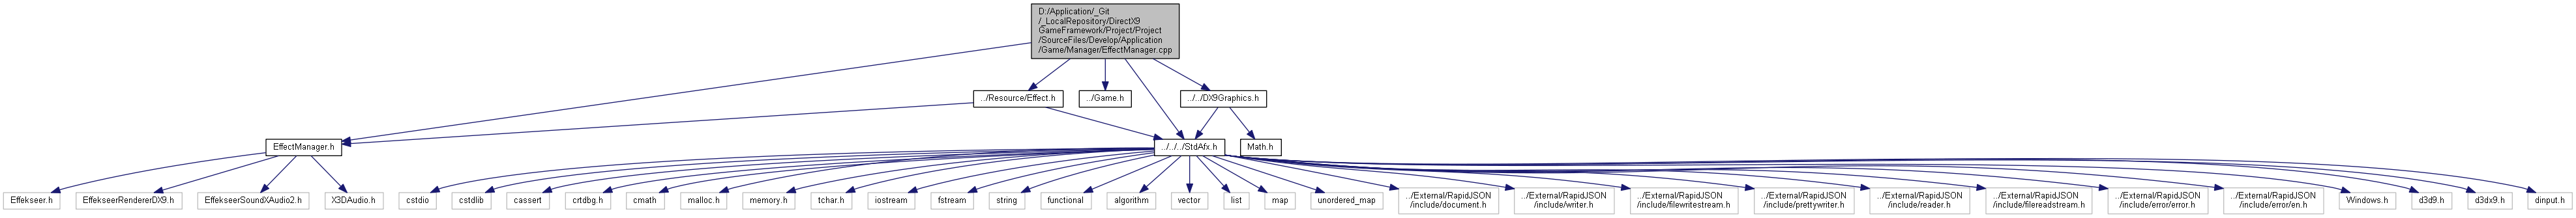 D:/Application/_Git
/_LocalRepository/DirectX9
_GameFramework/Project/Project
/SourceFiles/Develop/Application
/Game/Manager/EffectManager.cpp
../Resource/Effect.h
../Game.h
../../DX9Graphics.h
EffectManager.h
../../../StdAfx.h
Math.h
Effekseer.h
EffekseerRendererDX9.h
EffekseerSoundXAudio2.h
X3DAudio.h
cstdio
cstdlib
cassert
crtdbg.h
cmath
malloc.h
memory.h
tchar.h
iostream
fstream
string
functional
algorithm
vector
list
map
unordered_map
../External/RapidJSON
/include/document.h
../External/RapidJSON
/include/writer.h
../External/RapidJSON
/include/filewritestream.h
../External/RapidJSON
/include/prettywriter.h
../External/RapidJSON
/include/reader.h
../External/RapidJSON
/include/filereadstream.h
../External/RapidJSON
/include/error/error.h
../External/RapidJSON
/include/error/en.h
Windows.h
d3d9.h
d3dx9.h
dinput.h